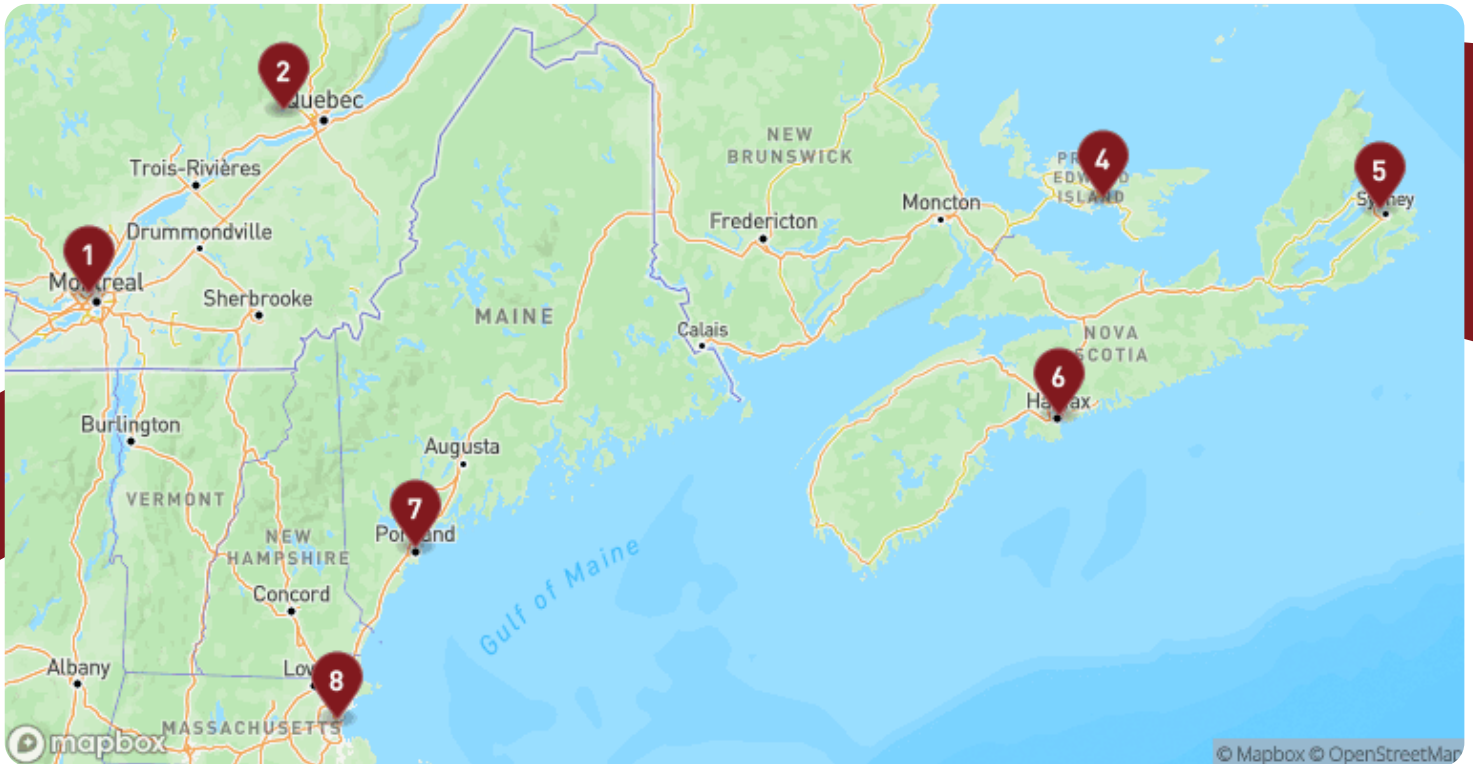 2
Quebec
NEW
BRUNSWICK
4
EDWARD
ISLAND
5
Sydney
Trois-Rivières
Moncton
Fredericton
Drummondville
1
Montreal
Sherbrooke
MAINE
Calais
NOVA
SCOTIA
6
Halifax
Burlington
Augusta
VERMONT
7
Portland
NEW
HAMPSHIRE
Gulf of Maine
Concord
Albany
8
MASSACHUSETTS
mapbox
© Mapbox © OpenStreetMap